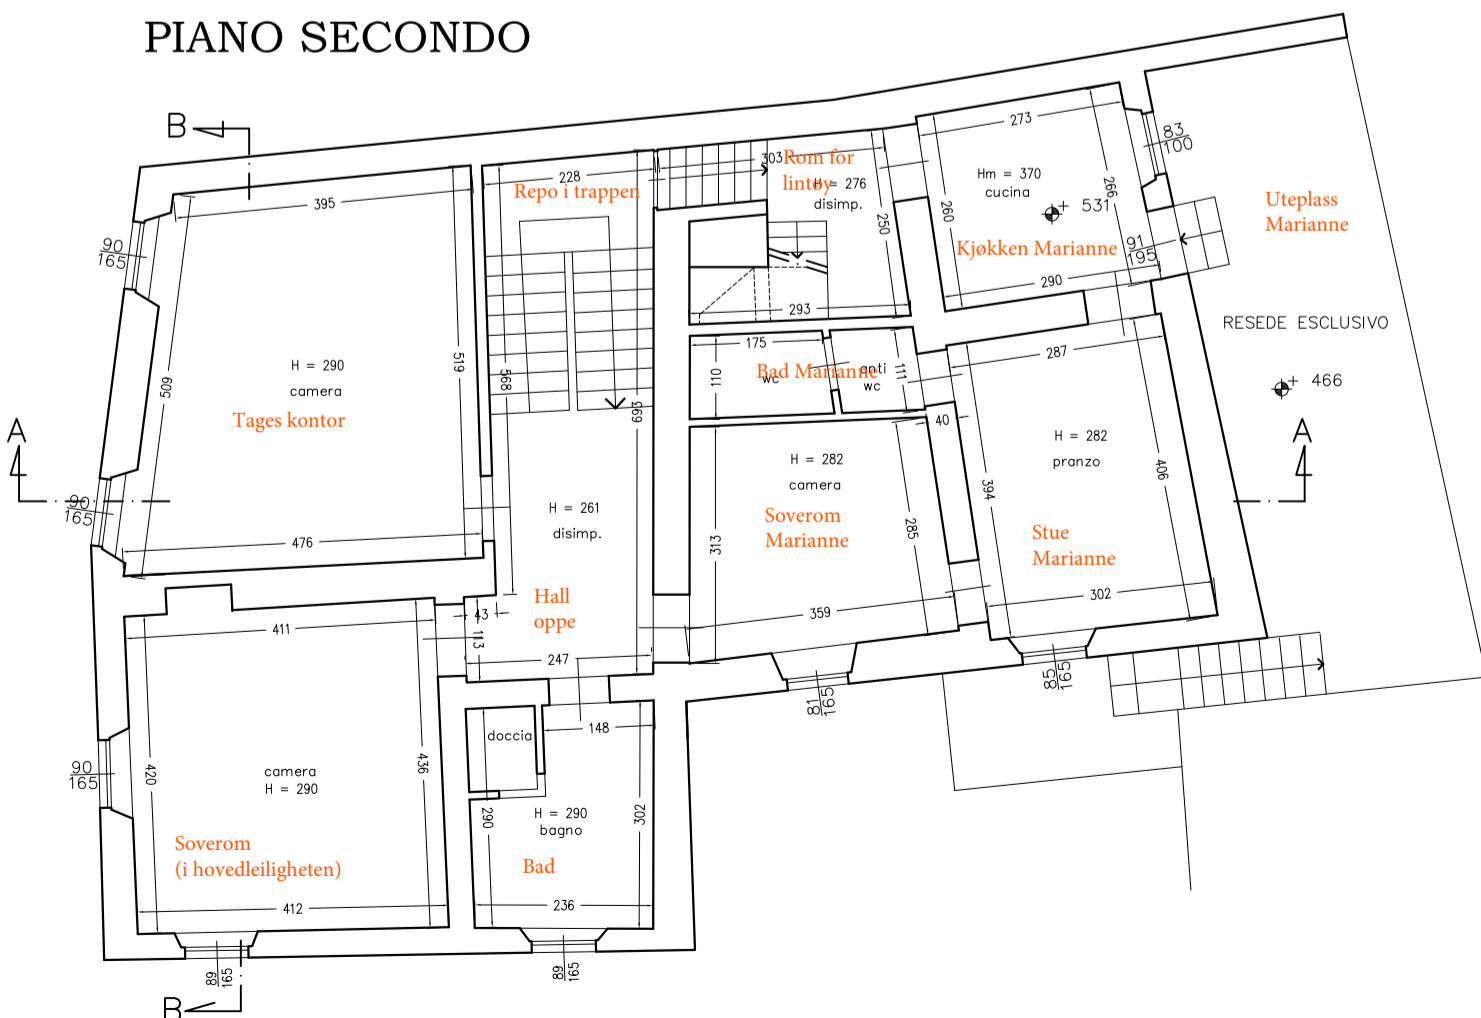 PIANO SECONDO
B
395
90
165
509
519
H = 290
camera
Tages kontor
476
90
165
A
228
Repo i trappen
568
693
H = 261
disimp.
Hall
oppe
43
113
247
303
Rom for
lintøy
H = 276
disimp.
250
293
273
Hm = 370
cucina
531
266
260
Kjøkken Marianne
290
83
100
91
195
Uteplass
Marianne
RESEDE ESCLUSIVO
466
A
175
110
Bad Marianne
wc
anti
wc
111
40
H = 282
camera
Soverom
Marianne
313
285
359
81
165
287
H = 282
pranzo
394
406
Stue
Marianne
302
85
165
411
420
436
camera
H = 290
Soverom
(i hovedleiligheten)
412
90
165
89
165
B
doccia
148
290
302
H = 290
bagno
Bad
236
89
165